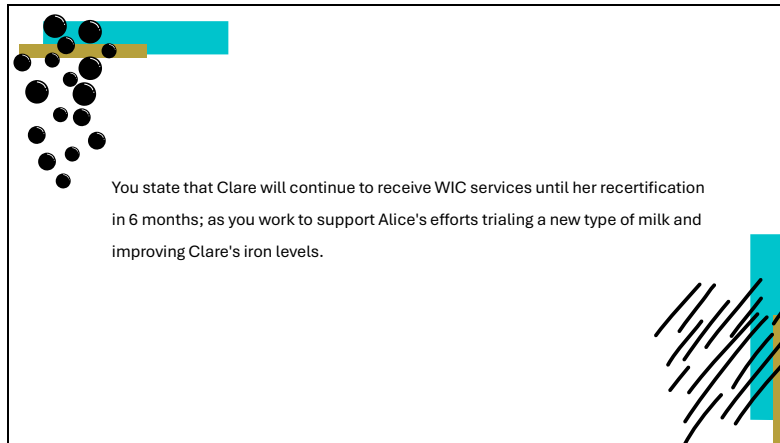 You state that Clare will continue to receive WIC services until her recertification
in 6 months; as you work to support Alice's efforts trialing a new type of milk and
improving Clare's iron levels.